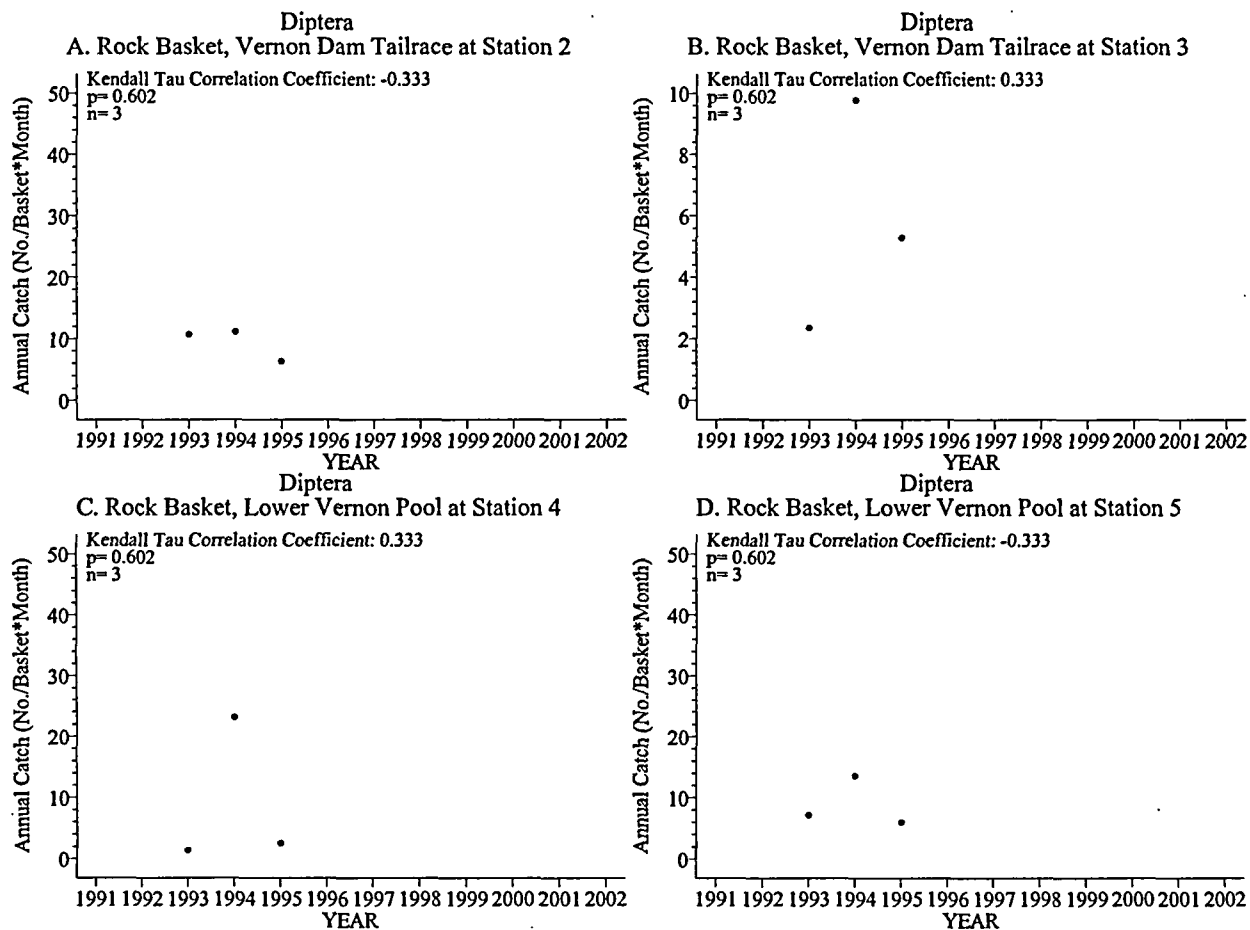 Diptera
A. Rock Basket, Vernon Dam Tailrace at Station 2
Kendall Tau Correlation Coefficient: -0.333
p= 0.602
n= 3
Annual Catch (No./Basket*Month)
50
40
30
20
10
0
1991 1992 1993 1994 1995 1996 1997 1998 1999 2000 2001 2002
YEAR
Diptera
B. Rock Basket, Vernon Dam Tailrace at Station 3
Kendall Tau Correlation Coefficient: 0.333
p= 0.602
n= 3
Annual Catch (No./Basket*Month)
10
8
6
4
2
0
1991 1992 1993 1994 1995 1996 1997 1998 1999 2000 2001 2002
YEAR
Diptera
C. Rock Basket, Lower Vernon Pool at Station 4
Kendall Tau Correlation Coefficient: 0.333
p= 0.602
n= 3
Annual Catch (No./Basket*Month)
50
40
30
20
10
0
1991 1992 1993 1994 1995 1996 1997 1998 1999 2000 2001 2002
YEAR
Diptera
D. Rock Basket, Lower Vernon Pool at Station 5
Kendall Tau Correlation Coefficient: -0.333
p= 0.602
n= 3
Annual Catch (No./Basket*Month)
50
40
30
20
10
0
1991 1992 1993 1994 1995 1996 1997 1998 1999 2000 2001 2002
YEAR